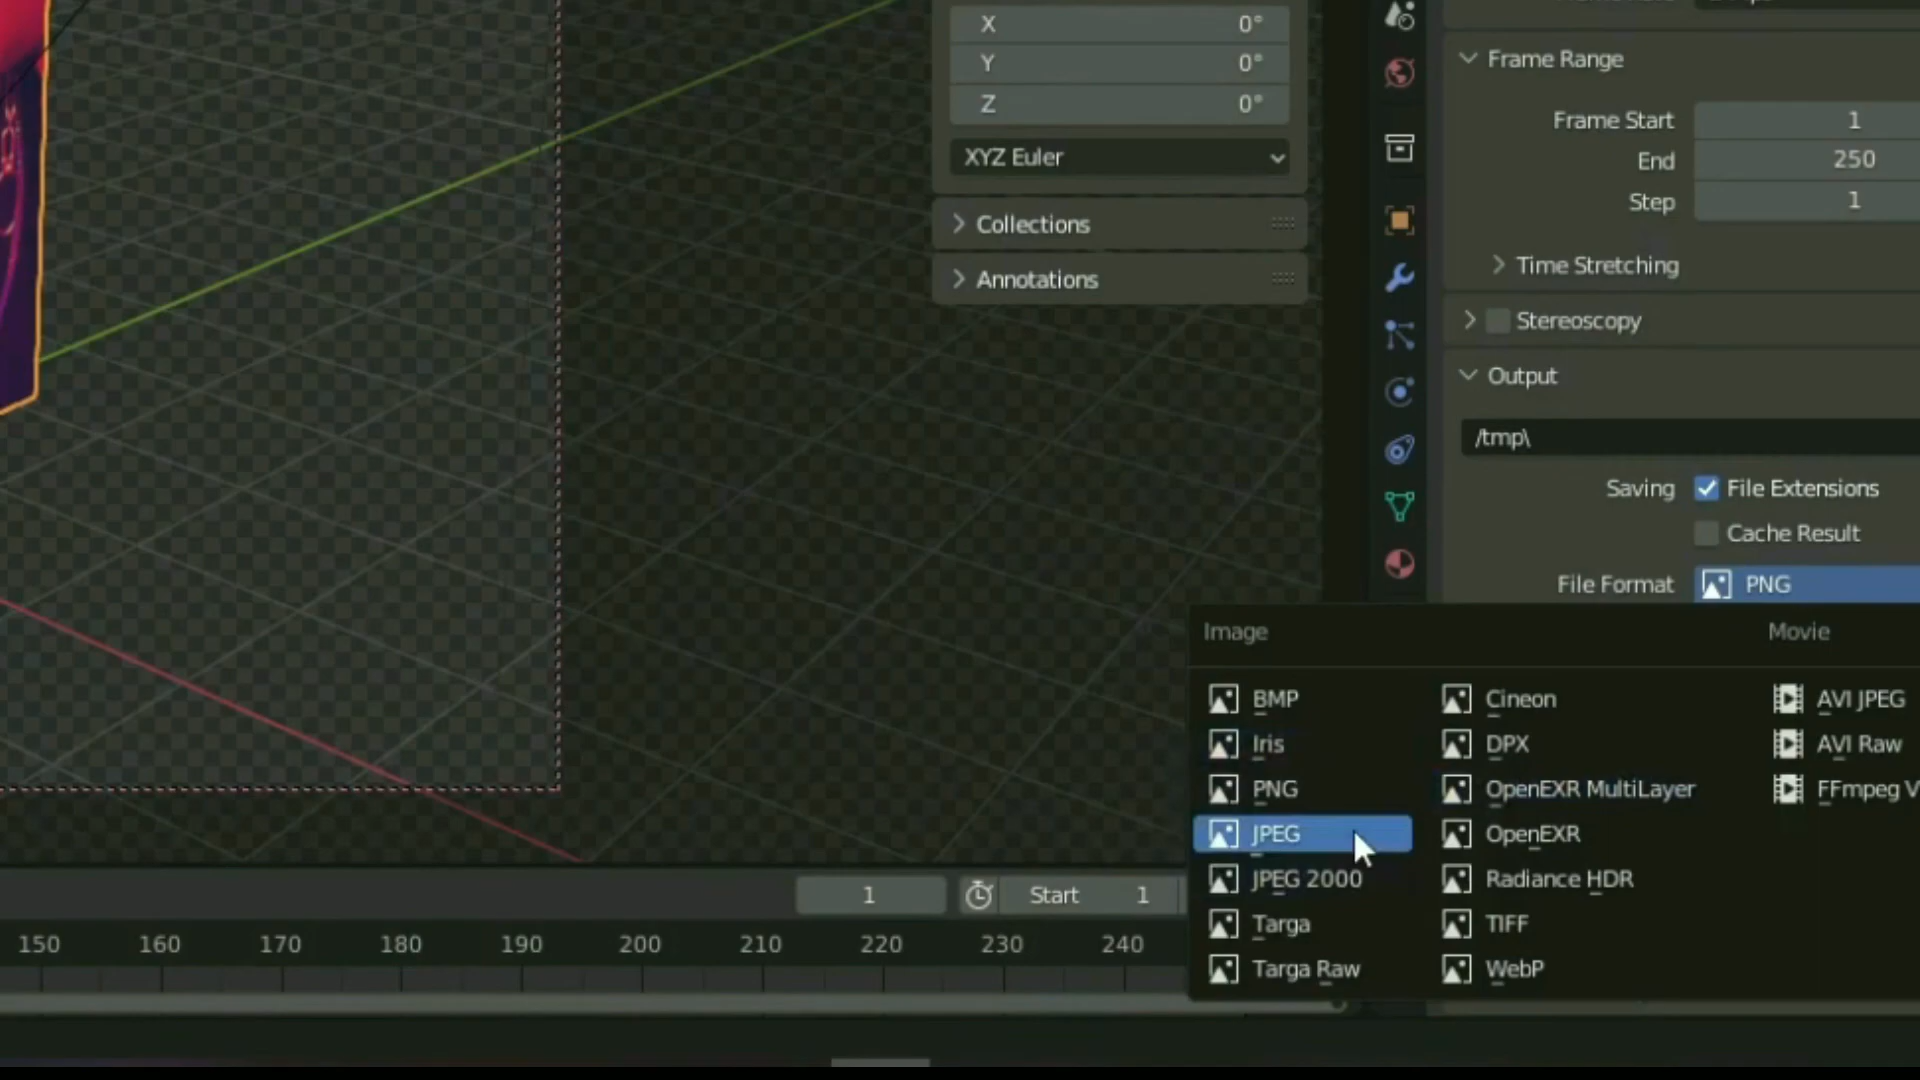 X 0°
Y 0°
Z 0°
XYZ Euler
Collections
Annotations
Frame Range
Frame Start 1
End 250
Step 1
Time Stretching
Stereoscopy
Output
/tmp\
Saving File Extensions
Cache Result
File Format PNG
Image Movie
BMP Cineon AVI JPEG
Iris DPX AVI Raw
PNG OpenEXR MultiLayer FFmpeg V
JPEG OpenEXR
JPEG 2000 Radiance HDR
Targa TIFF
Targa Raw WebP
1 Start 1
150 160 170 180 190 200 210 220 230 240